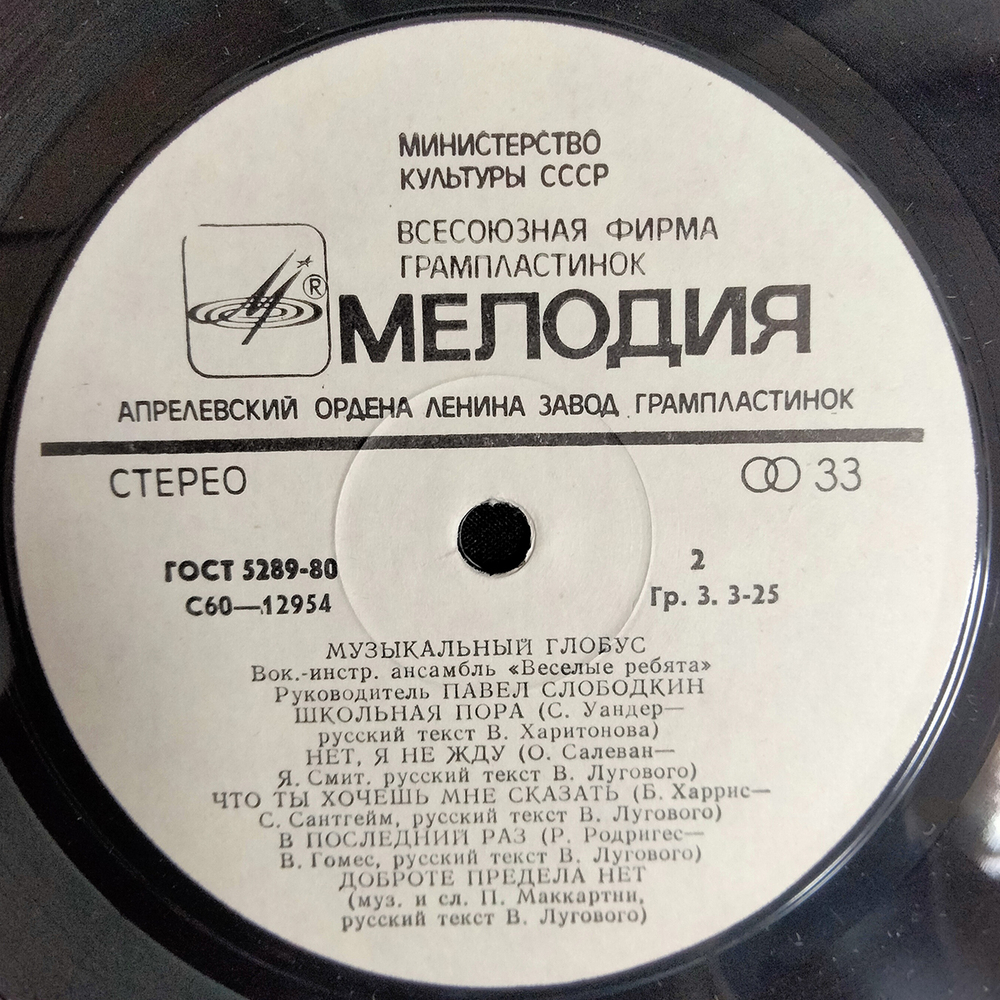 МИНИСТЕРСТВО
КУЛЬТУРЫ СССР
ВСЕСОЮЗНАЯ ФИРМА
ГРАМПЛАСТИНОК
®
МЕЛОДИЯ
АПРЕЛЕВСКИЙ ОРДЕНА ЛЕНИНА ЗАВОД ГРАМПЛАСТИНОК
СТЕРЕО
33
ГОСТ 5289-80
С60—12954
2
Гр. 3. 3-25
МУЗЫКАЛЬНЫЙ ГЛОБУС
Вок.-инстр. ансамбль «Веселые ребята»
Руководитель ПАВЕЛ СЛОБОДКИН
ШКОЛЬНАЯ ПОРА (С. Уандер—
русский текст В. Харитонова)
НЕТ, Я НЕ ЖДУ (О. Салеван—
Я. Смит. русский текст В. Лугового)
ЧТО ТЫ ХОЧЕШЬ МНЕ СКАЗАТЬ (Б. Харрис—
С. Сантгейм, русский текст В. Лугового)
В ПОСЛЕДНИЙ РАЗ (Р. Родригес—
В. Гомес, русский текст В. Лугового)
ДОБРОТЕ ПРЕДЕЛА НЕТ
(муз. и сл. П. Маккартни,
русский текст В. Лугового)